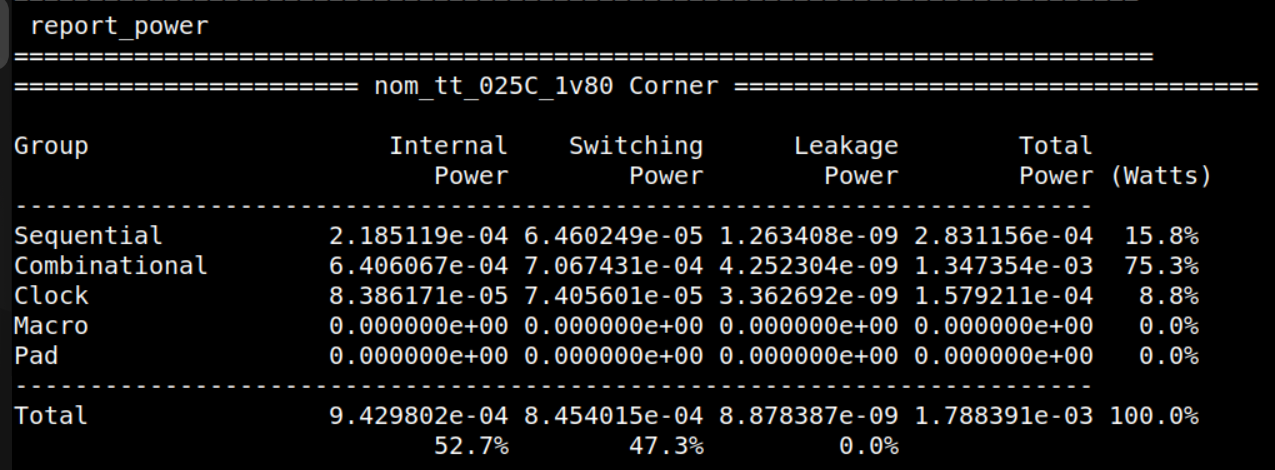 report_power
============================================================================
======================= nom_tt_025C_1v80 Corner ===================================
Group                    Internal    Switching      Leakage        Total
                            Power        Power        Power        Power (Watts)
------------------------------------------------------------------------
Sequential           2.185119e-04 6.460249e-05 1.263408e-09 2.831156e-04  15.8%
Combinational        6.406067e-04 7.067431e-04 4.252304e-09 1.347354e-03  75.3%
Clock                8.386171e-05 7.405601e-05 3.362692e-09 1.579211e-04   8.8%
Macro                0.000000e+00 0.000000e+00 0.000000e+00 0.000000e+00   0.0%
Pad                  0.000000e+00 0.000000e+00 0.000000e+00 0.000000e+00   0.0%
------------------------------------------------------------------------
Total                9.429802e-04 8.454015e-04 8.878387e-09 1.788391e-03 100.0%
                            52.7%        47.3%         0.0%